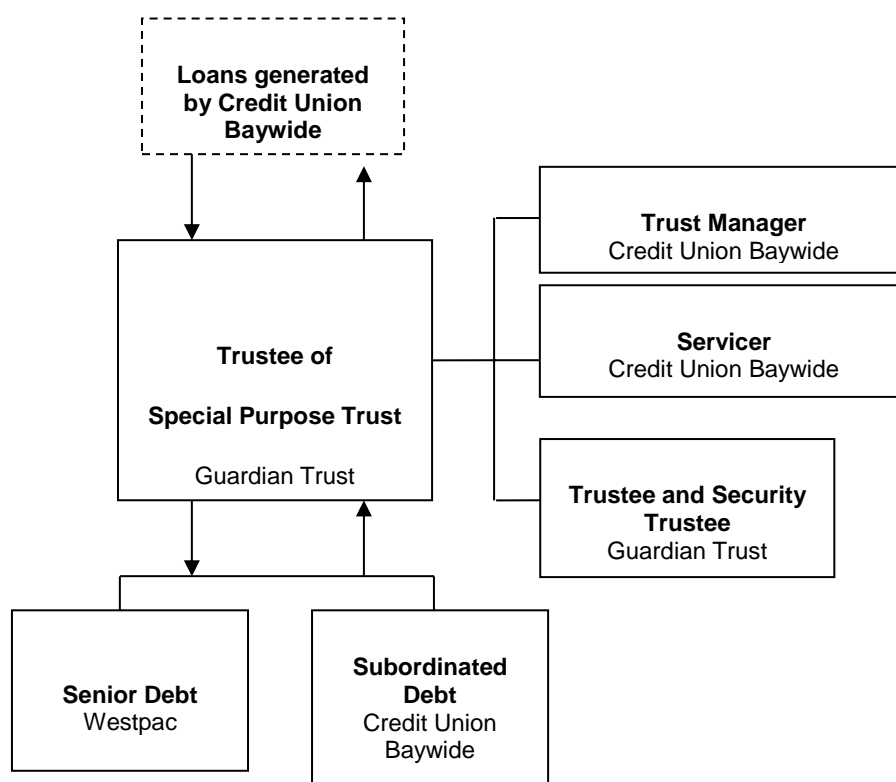 Loans generated
by Credit Union
Baywide
Trust Manager
Credit Union Baywide
Servicer
Credit Union Baywide
Trustee of
Special Purpose Trust
Guardian Trust
Trustee and Security
Trustee
Guardian Trust
Senior Debt
Westpac
Subordinated
Debt
Credit Union
Baywide